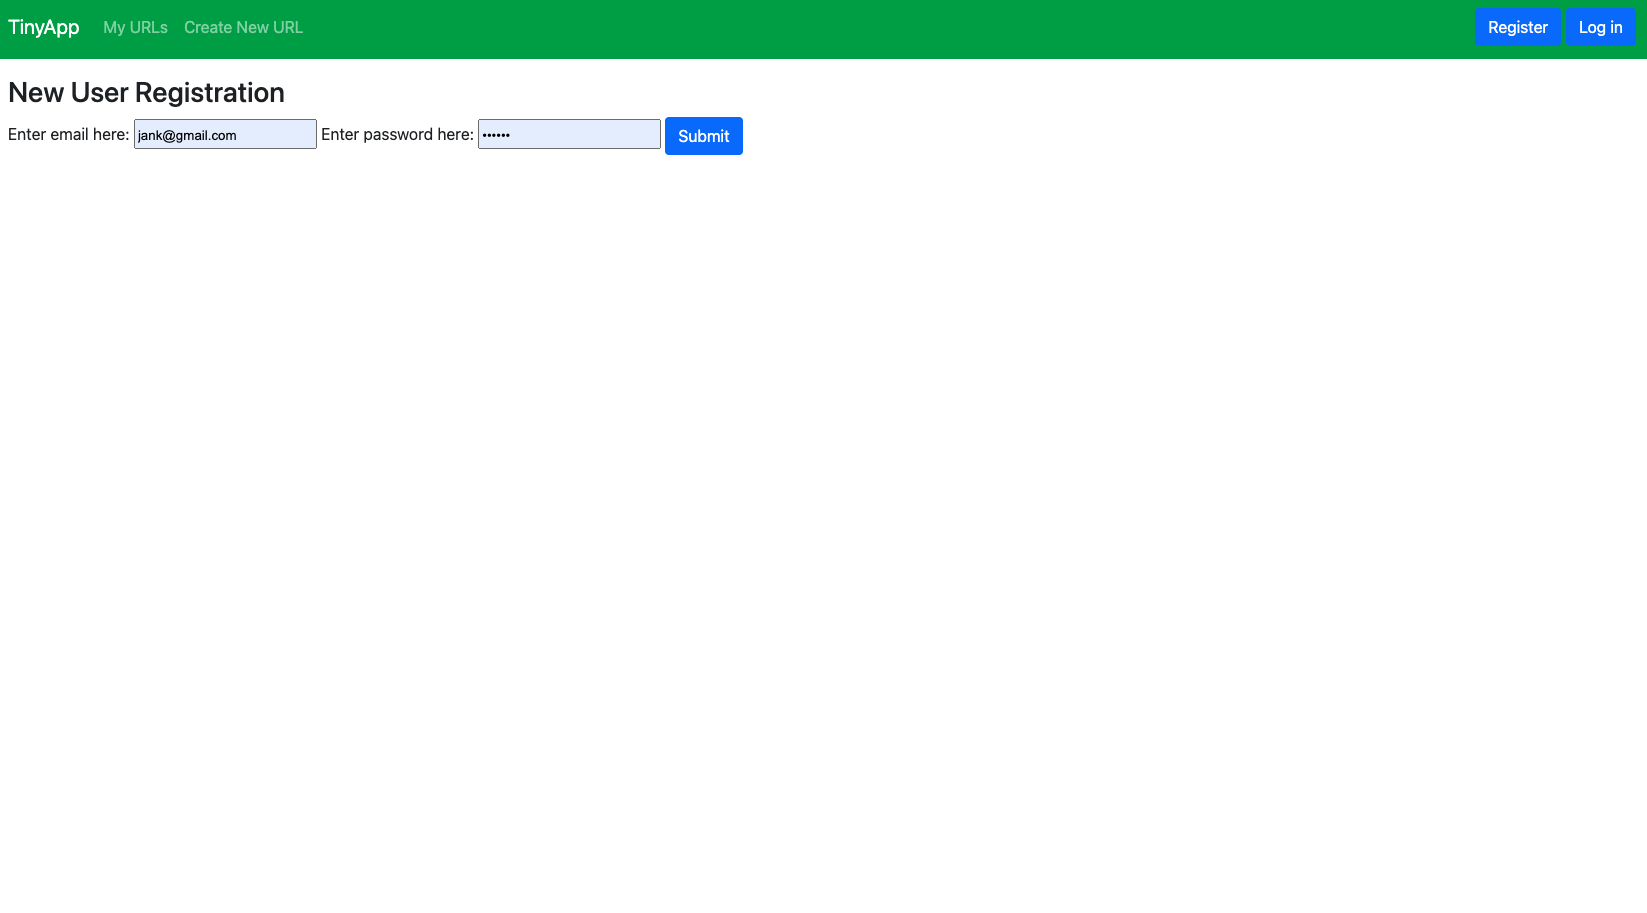 TinyApp My URLs Create New URL Register Log in
New User Registration
Enter email here: jank@gmail.com Enter password here: •••••• Submit